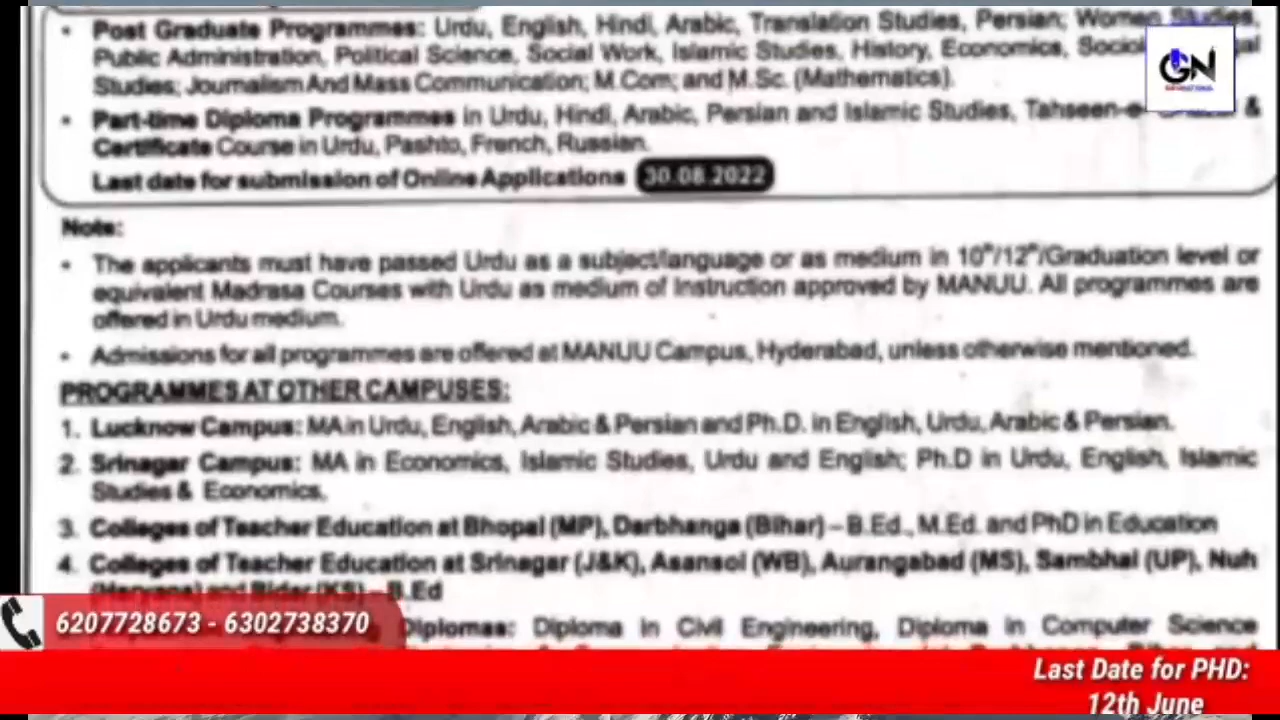 • Post Graduate Programmes: Urdu, English, Hindi, Arabic, Translation Studies, Persian; Women Studies,
Public Administration, Political Science, Social Work, Islamic Studies, History, Economics,
Studies; Journalism And Mass Communication; M.Com; and M.Sc. (Mathematics).
• Part-time Diploma Programmes in Urdu, Hindi, Arabic, Persian and Islamic Studies, &
Certificate Course in Urdu, Pashto, French, Russian.
Last date for submission of Online Applications 30.08.2022
GN
Note:
• The applicants must have passed Urdu as a subject/language or as medium in 10th/12th/Graduation level or
equivalent Madrasa Courses with Urdu as medium of Instruction approved by MANUU. All programmes are
offered in Urdu medium.
• Admissions for all programmes are offered at MANUU Campus, Hyderabad, unless otherwise mentioned.
PROGRAMMES AT OTHER CAMPUSES:
1. Lucknow Campus: MA in Urdu, English, Arabic & Persian and Ph.D. in English, Urdu, Arabic & Persian.
2. Srinagar Campus: MA in Economics, Islamic Studies, Urdu and English; Ph.D in Urdu, English, Islamic
Studies & Economics.
3. Colleges of Teacher Education at Bhopal (MP), Darbhanga (Bihar) – B.Ed., M.Ed. and PhD in Education
4. Colleges of Teacher Education at Srinagar (J&K), Asansol (WB), Aurangabad (MS), Sambhal (UP), Nuh
(Haryana) and Bidar (KS) – B.Ed
Diplomas: Diploma in Civil Engineering, Diploma in Computer Science
6207728673 - 6302738370
Last Date for PHD:
12th June